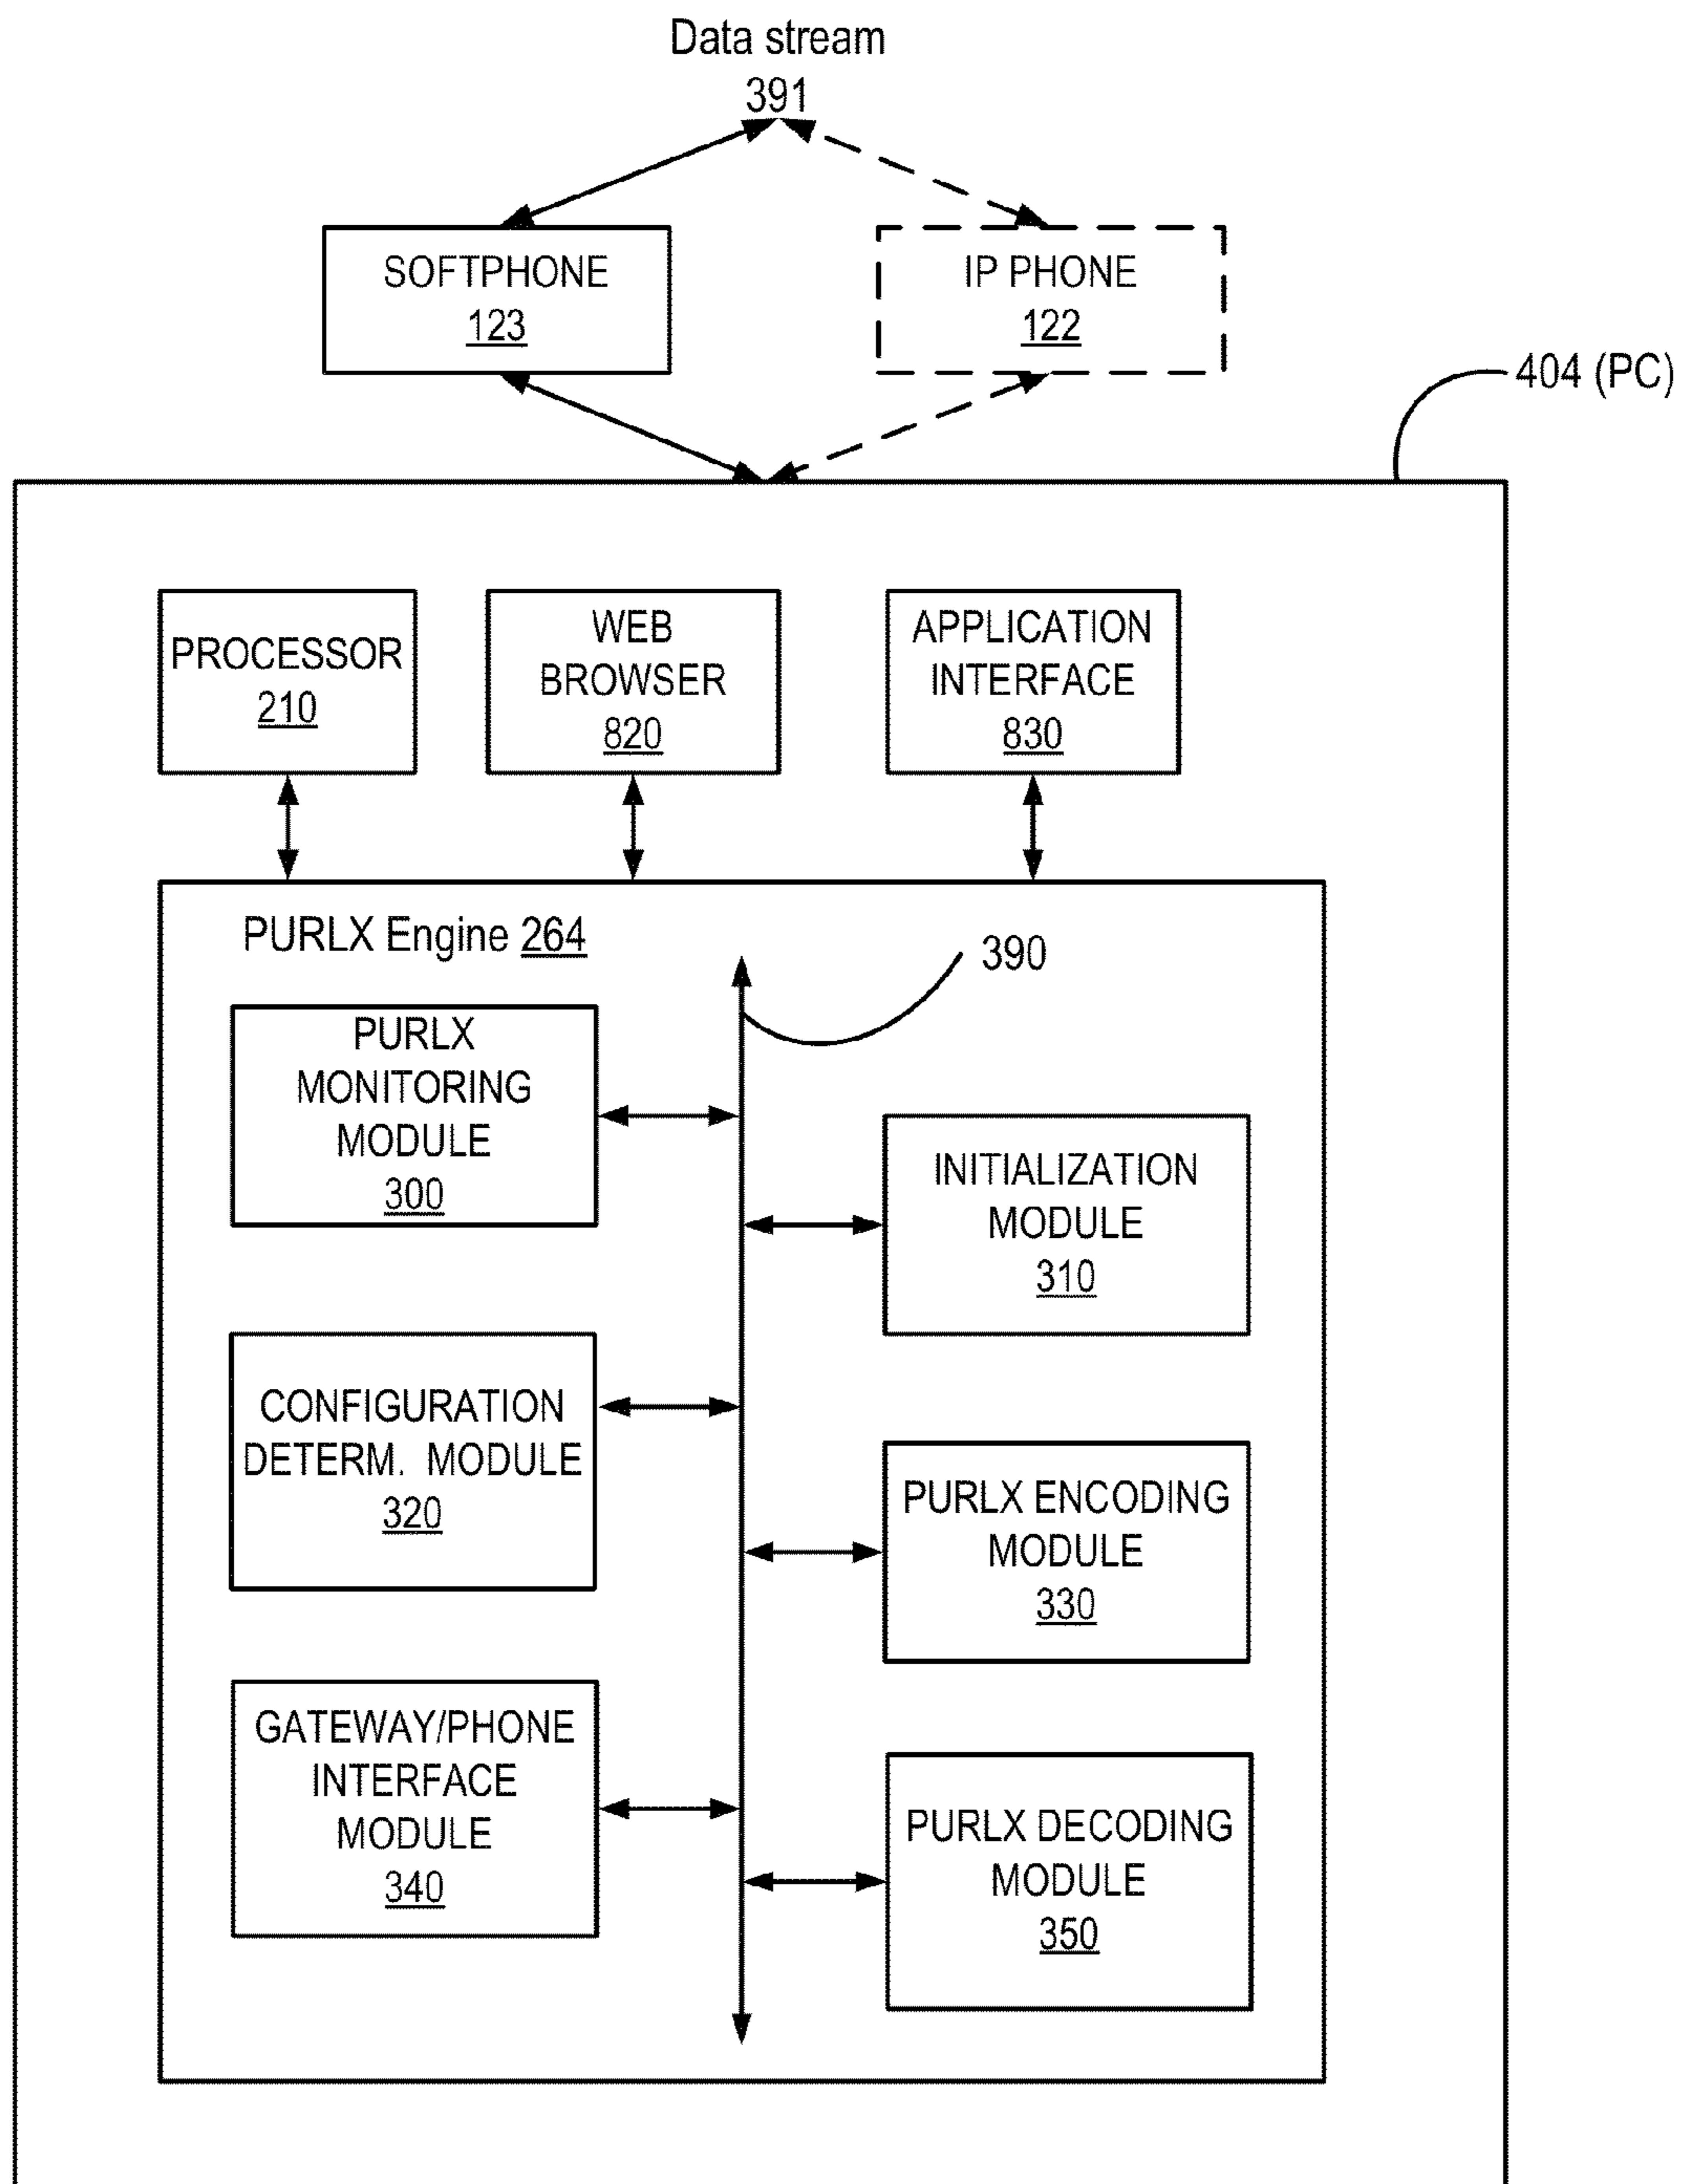 Data stream
391
SOFTPHONE
123
IP PHONE
122
404 (PC)
PROCESSOR
210
WEB
BROWSER
820
APPLICATION
INTERFACE
830
PURLX Engine 264
390
PURLX
MONITORING
MODULE
300
INITIALIZATION
MODULE
310
CONFIGURATION
DETERM. MODULE
320
PURLX ENCODING
MODULE
330
GATEWAY/PHONE
INTERFACE
MODULE
340
PURLX DECODING
MODULE
350